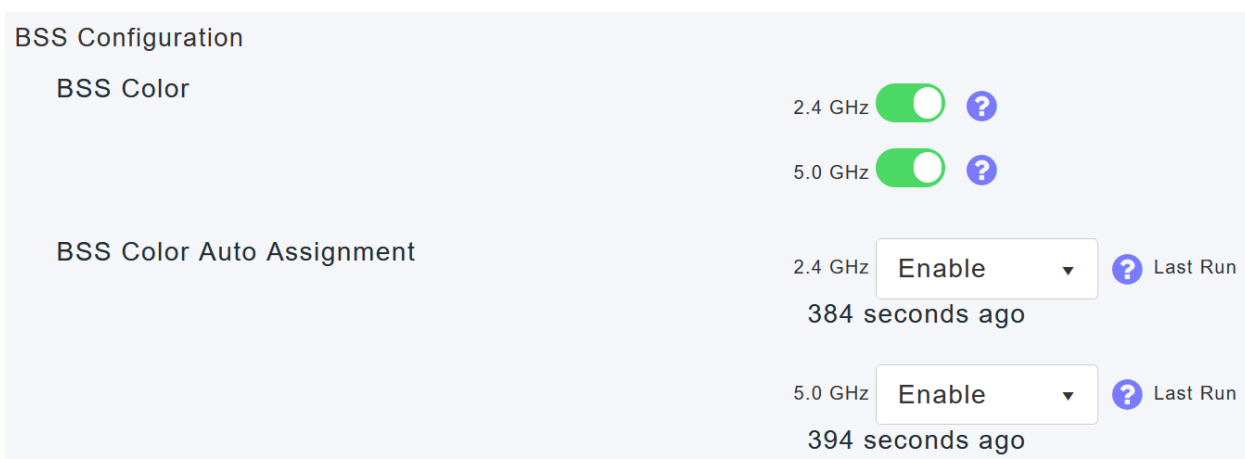 BSS Configuration
BSS Color
2.4 GHz ?
5.0 GHz ?
BSS Color Auto Assignment
2.4 GHz Enable ? Last Run
384 seconds ago
5.0 GHz Enable ? Last Run
394 seconds ago